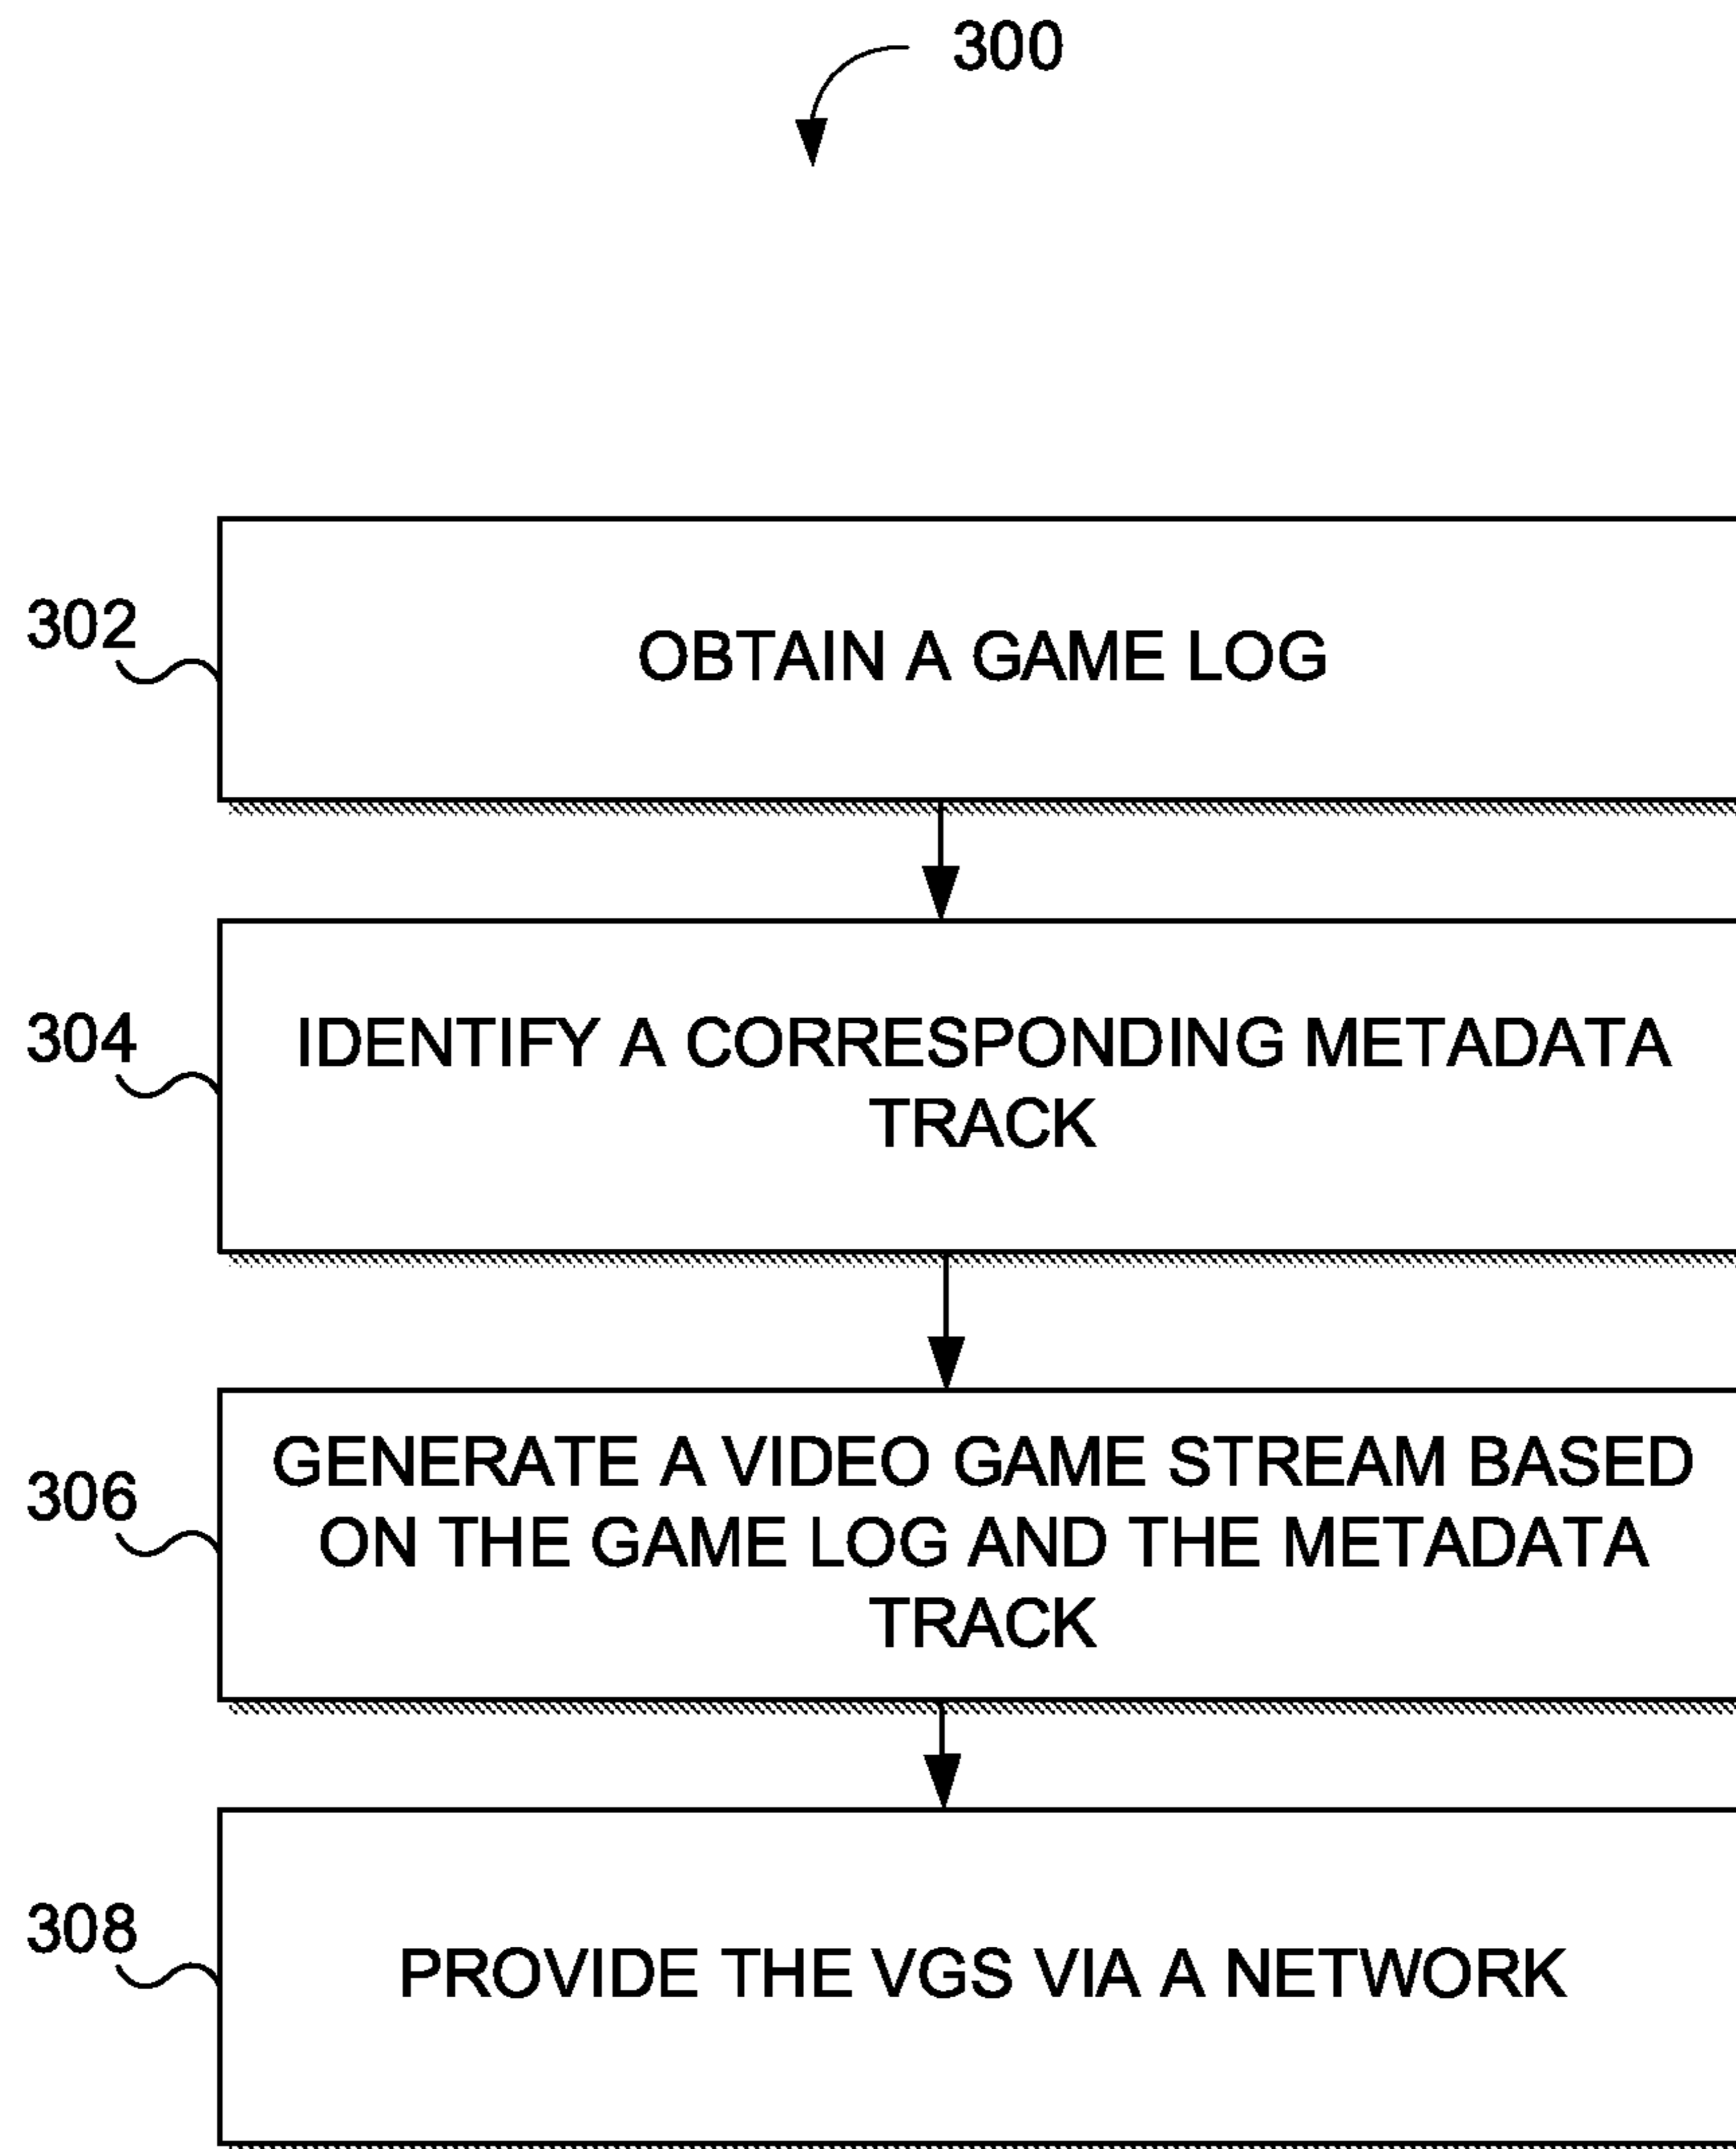 300
302
OBTAIN A GAME LOG
304
IDENTIFY A CORRESPONDING METADATA
TRACK
306
GENERATE A VIDEO GAME STREAM BASED
ON THE GAME LOG AND THE METADATA
TRACK
308
PROVIDE THE VGS VIA A NETWORK